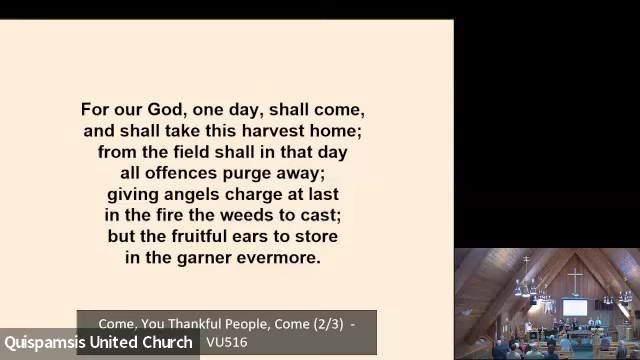 For our God, one day, shall come,
and shall take this harvest home;
from the field shall in that day
all offences purge away;
giving angels charge at last
in the fire the weeds to cast;
but the fruitful ears to store
in the garner evermore.
Come, You Thankful People, Come (2/3) -
VU516
Quispamsis United Church